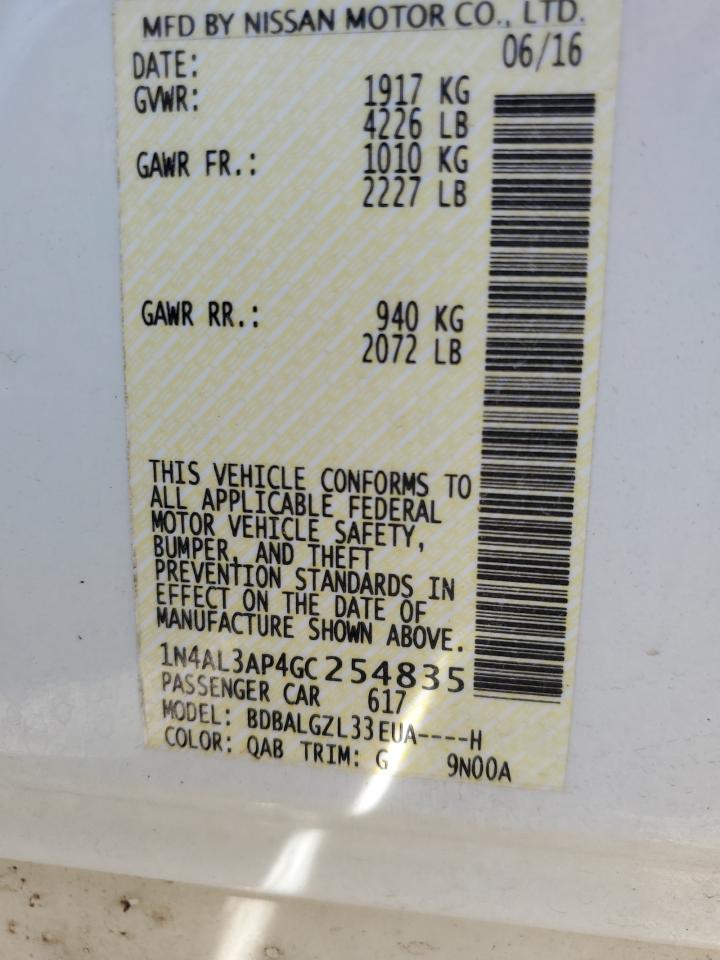 MFD BY NISSAN MOTOR CO., LTD.
DATE: 06/16
GVWR: 1917 KG
4226 LB
GAWR FR.: 1010 KG
2227 LB
GAWR RR.: 940 KG
2072 LB
THIS VEHICLE CONFORMS TO
ALL APPLICABLE FEDERAL
MOTOR VEHICLE SAFETY,
BUMPER, AND THEFT
PREVENTION STANDARDS IN
EFFECT ON THE DATE OF
MANUFACTURE SHOWN ABOVE.
1N4AL3AP4GC254835
PASSENGER CAR 617
MODEL: BDBALGZL33EUA----H
COLOR: QAB TRIM: G 9N00A